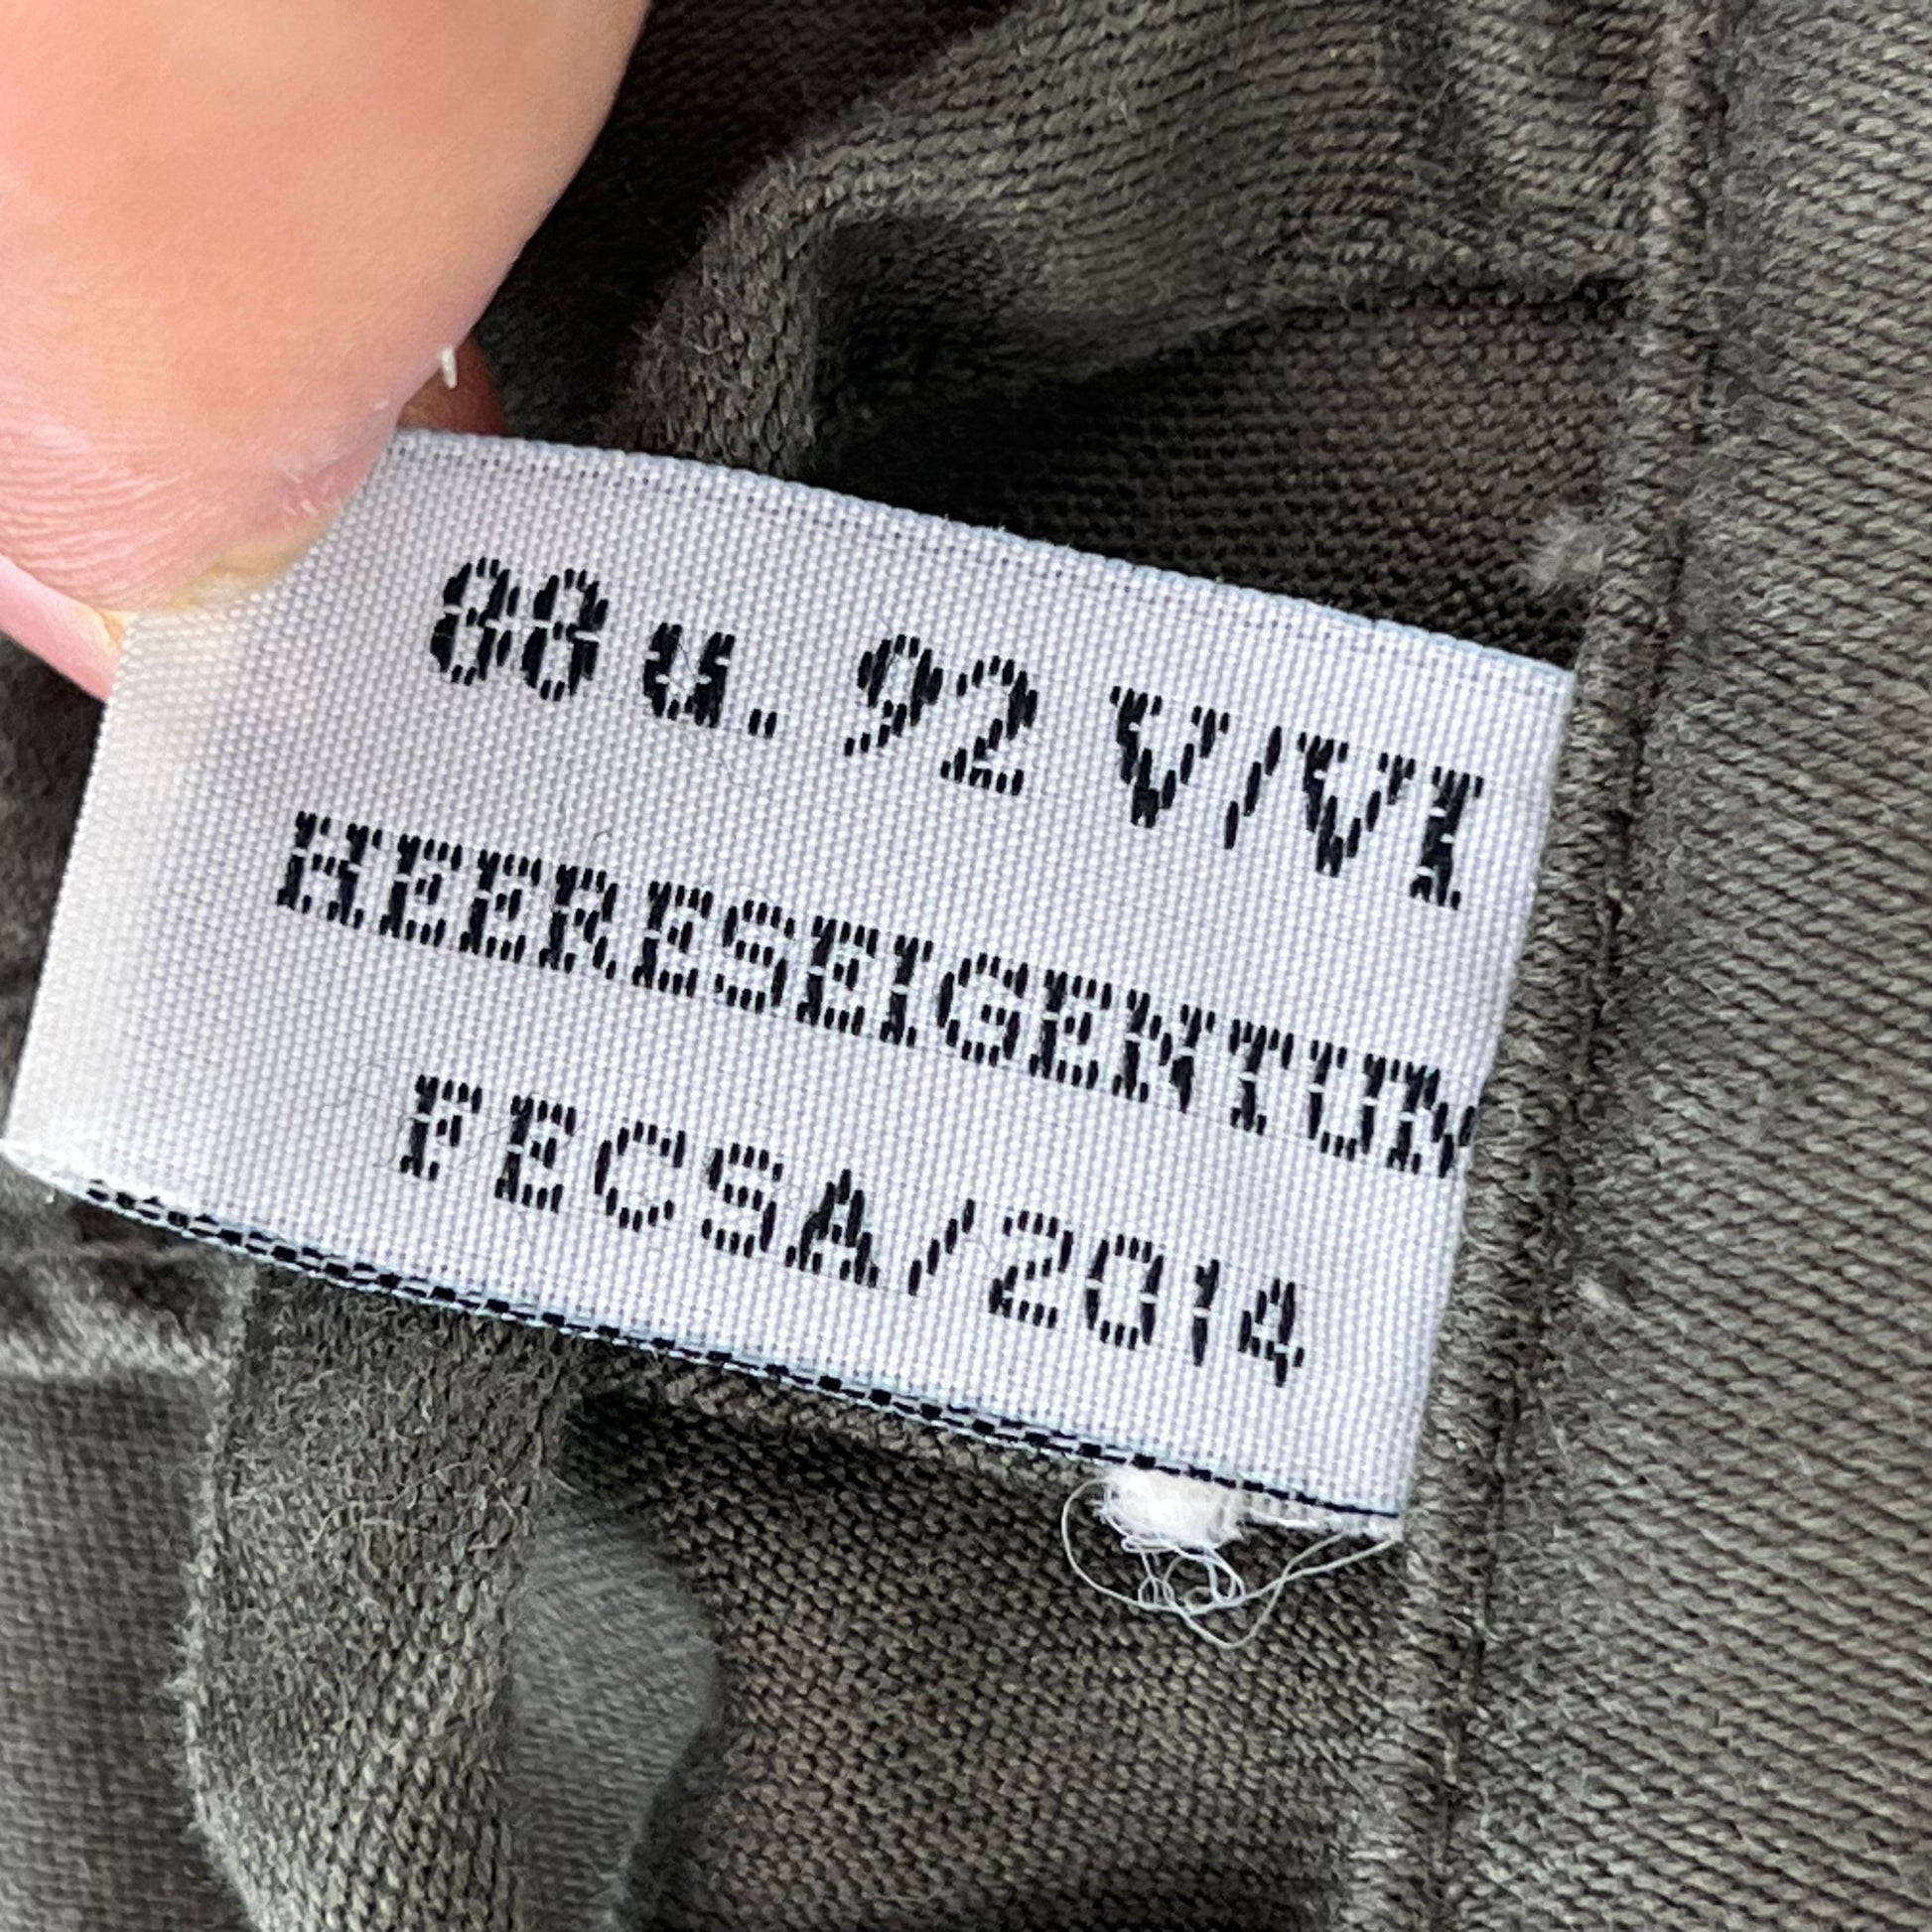 88 u. 92 V/VI
HEERESEIGENTUM
FECSA/2014